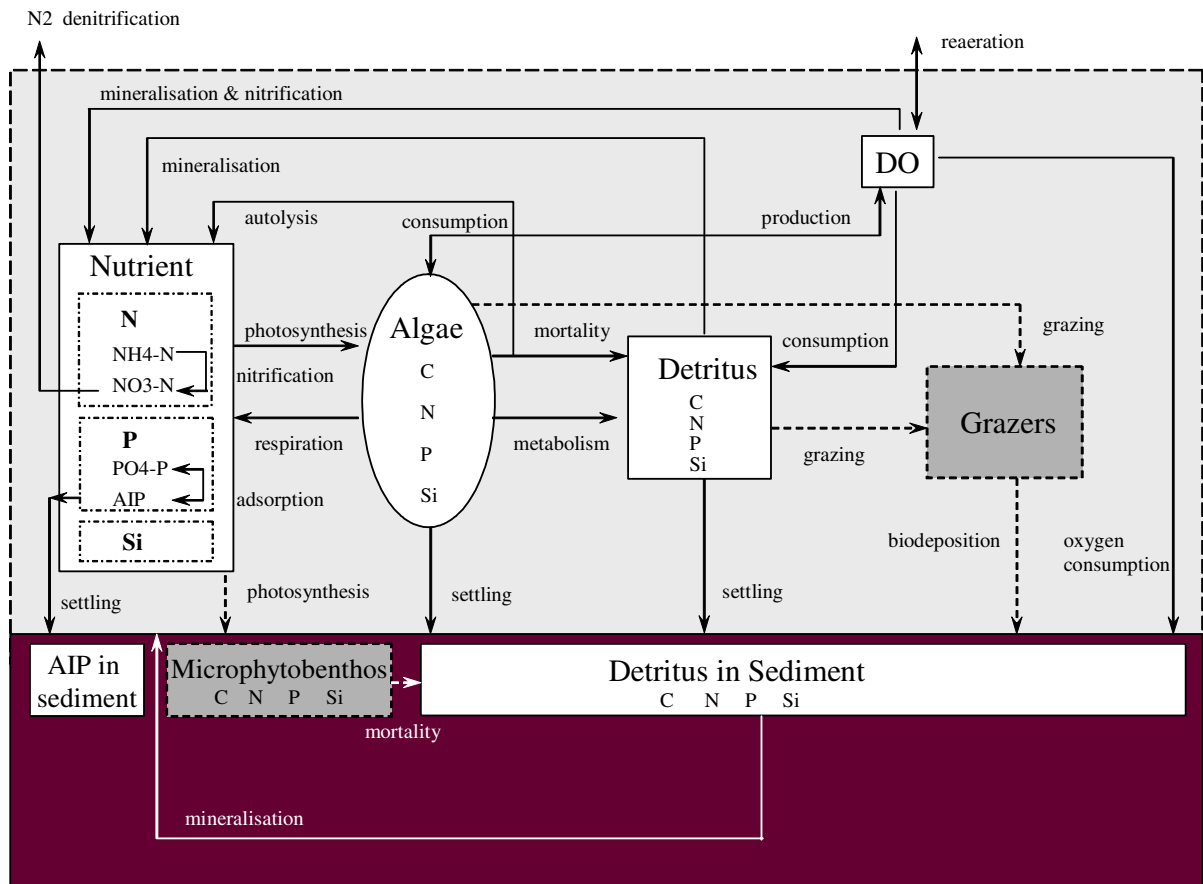 N2 denitrification
reaeration
mineralisation & nitrification
mineralisation
DO
autolysis
consumption
production
Nutrient
N
NH4-N
NO3-N
photosynthesis
nitrification
Algae
C
N
P
Si
mortality
consumption
grazing
Detritus
C
N
P
Si
Grazers
P
PO4-P
AIP
respiration
adsorption
metabolism
grazing
Si
biodeposition
oxygen
consumption
settling
photosynthesis
settling
settling
AIP in
sediment
Microphytobenthos
C N P Si
mortality
Detritus in Sediment
C N P Si
mineralisation